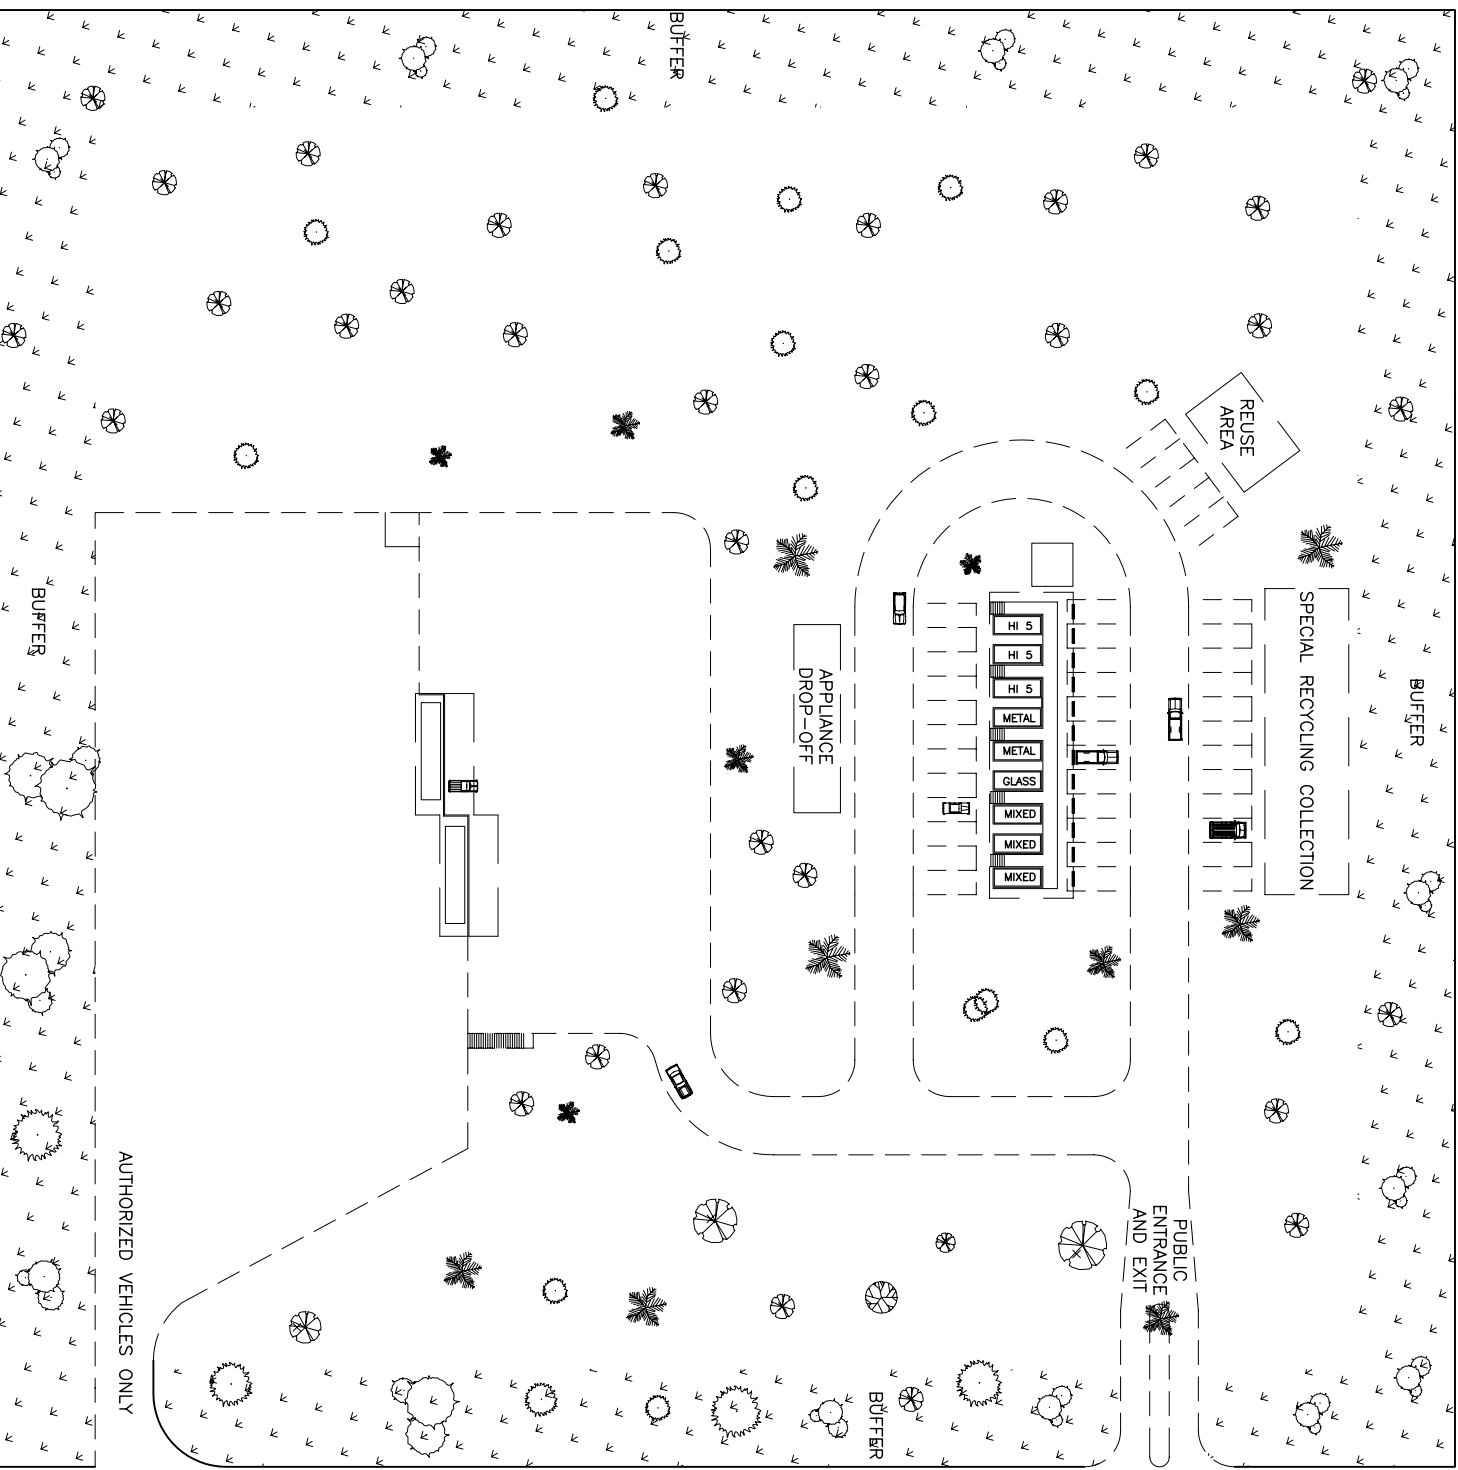 BUFFER
REUSE
AREA
BUFFER
SPECIAL RECYCLING COLLECTION
BUFFER
APPLIANCE
DROP-OFF
HI 5
HI 5
HI 5
METAL
METAL
GLASS
MIXED
MIXED
MIXED
AUTHORIZED VEHICLES ONLY
PUBLIC
ENTRANCE
AND EXIT
BUFFER